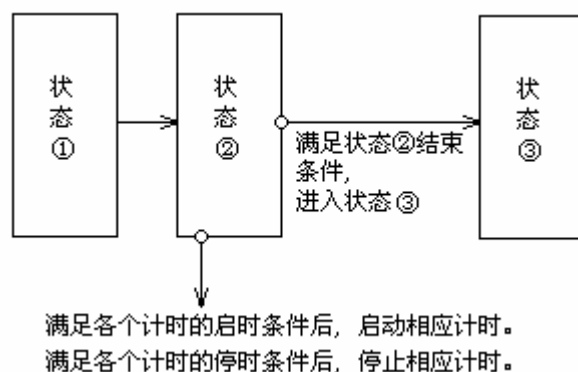 状
态
①
状
态
②
满足状态②结束
条件,
进入状态③
状
态
③
满足各个计时的启时条件后，启动相应计时。
满足各个计时的停时条件后，停止相应计时。